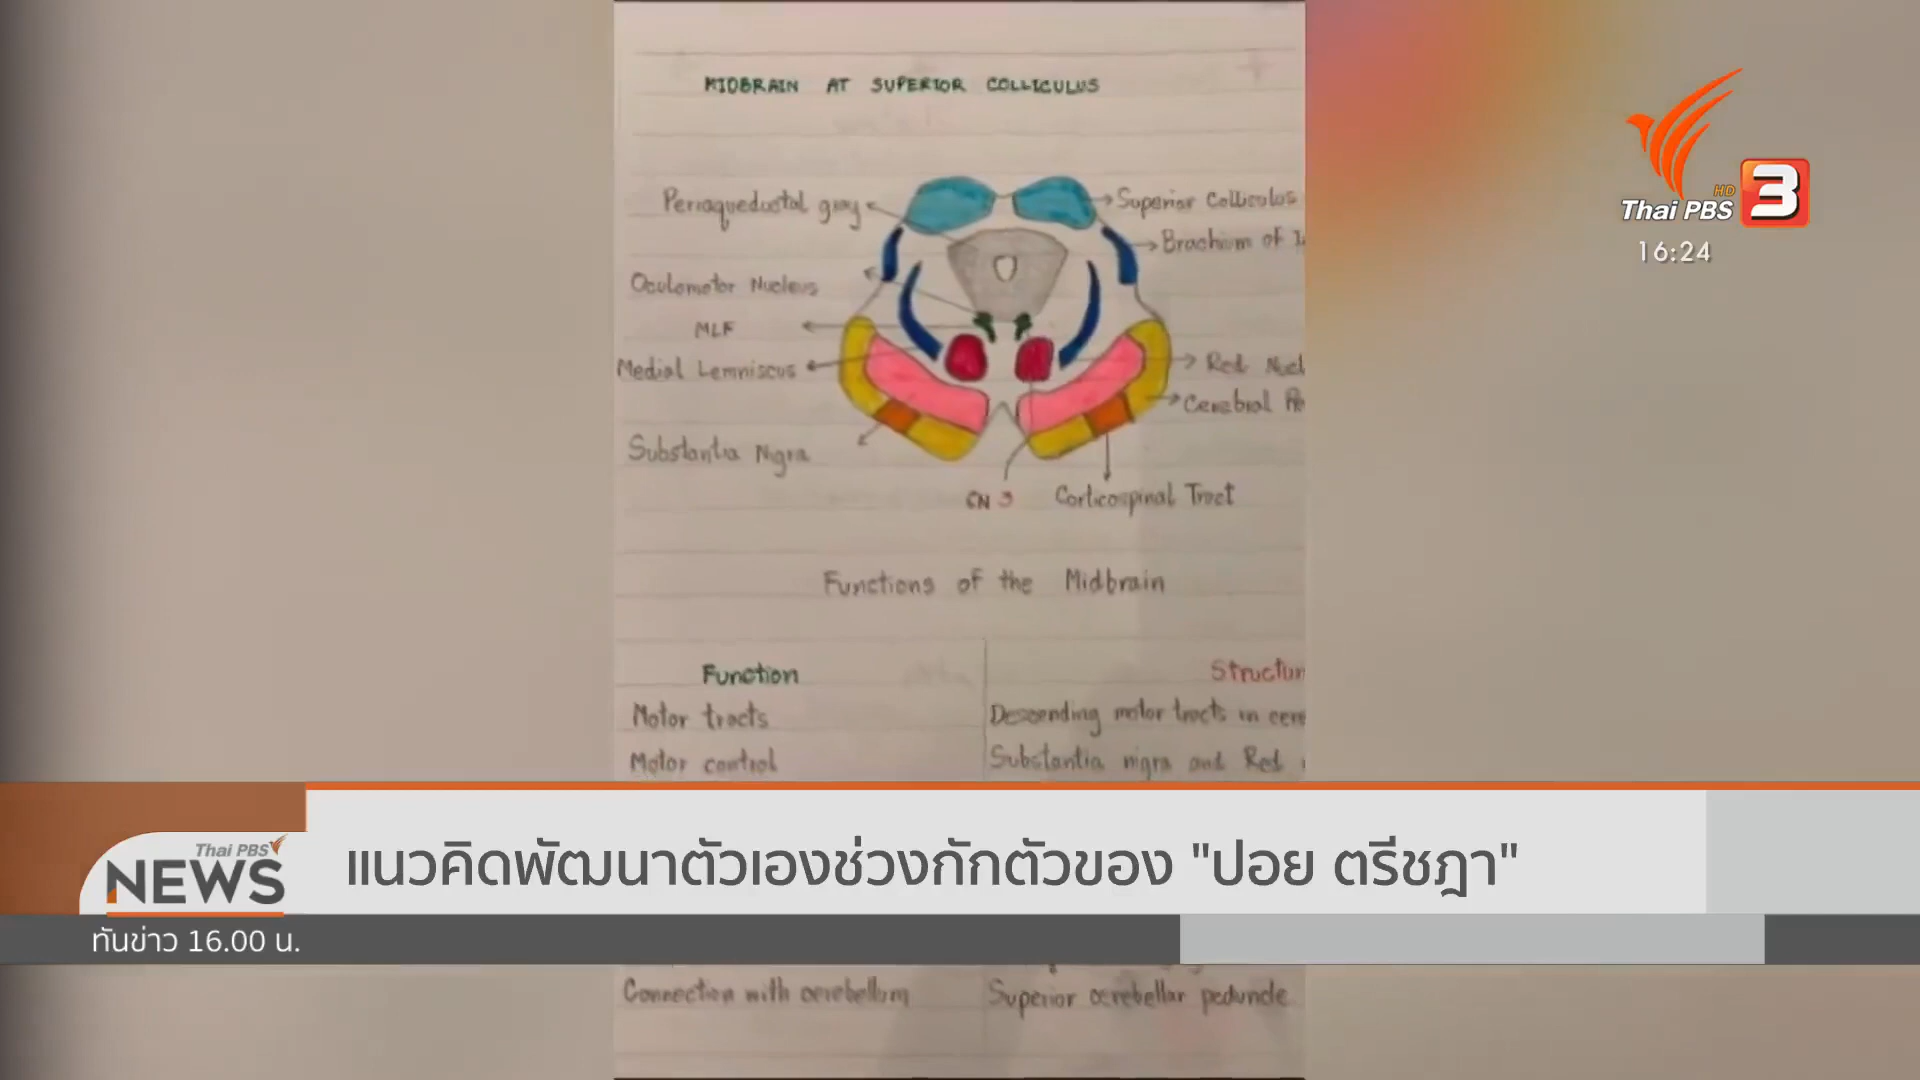 MIDBRAIN AT SUPERIOR COLLICULUS
Periaqueductal gray
Superior Colliculus
Brachium of
Oculomotor Nucleus
MLF
Medial Lemniscus
Red
Cerebral
Substantia Nigra
CN 3
Corticospinal Tract
Functions of the Midbrain
Function
Motor tracts
Descending motor tracts in
Motor control
Substantia nigra and Red
Connection with cerebellum
Superior cerebellar peduncle
Thai PBS HD 3
16:24
Thai PBS
NEWS
แนวคิดพัฒนาตัวเองช่วงกักตัวของ "ปอย ตรีชฎา"
ทันข่าว 16.00 น.